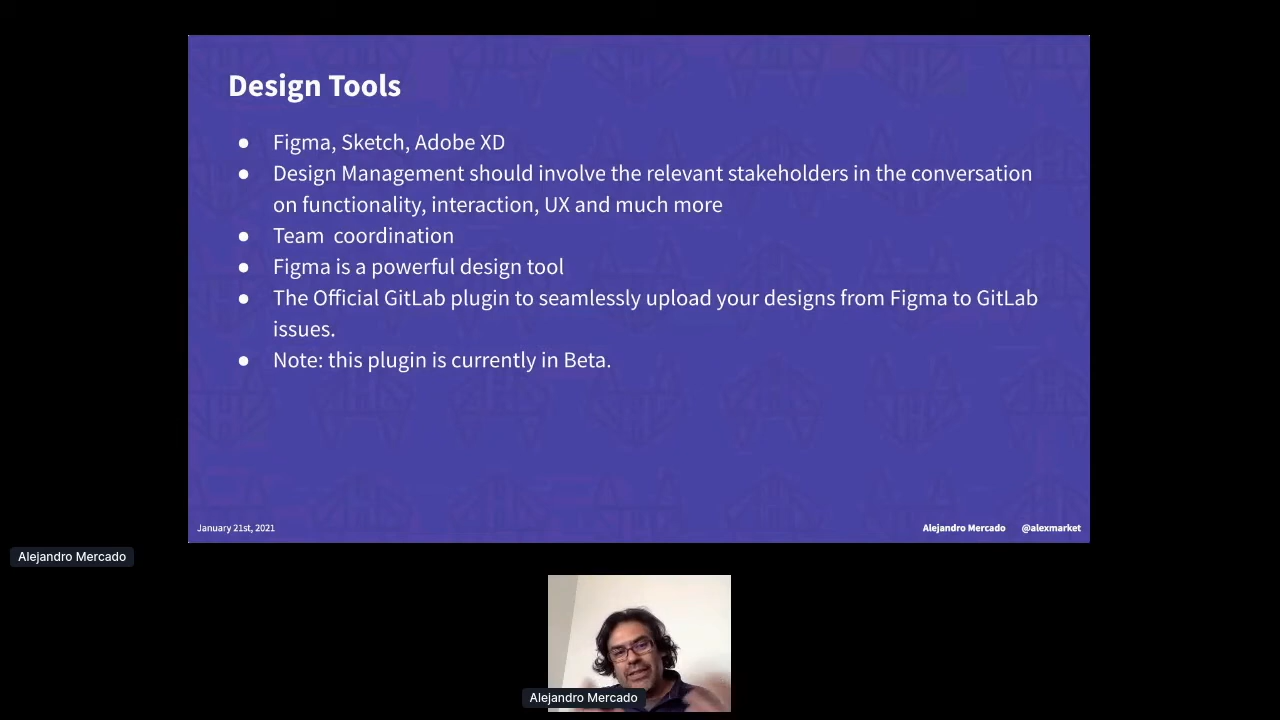 Design Tools
● Figma, Sketch, Adobe XD
● Design Management should involve the relevant stakeholders in the conversation
on functionality, interaction, UX and much more
● Team  coordination
● Figma is a powerful design tool
● The Official GitLab plugin to seamlessly upload your designs from Figma to GitLab
issues.
● Note: this plugin is currently in Beta.
January 21st, 2021
Alejandro Mercado @alexmarket
Alejandro Mercado
Alejandro Mercado